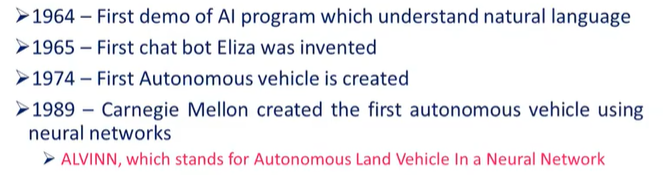 ➢1964 – First demo of AI program which understand natural language
➢1965 – First chat bot Eliza was invented
➢1974 – First Autonomous vehicle is created
➢1989 – Carnegie Mellon created the first autonomous vehicle using
neural networks
➢ ALVINN, which stands for Autonomous Land Vehicle In a Neural Network